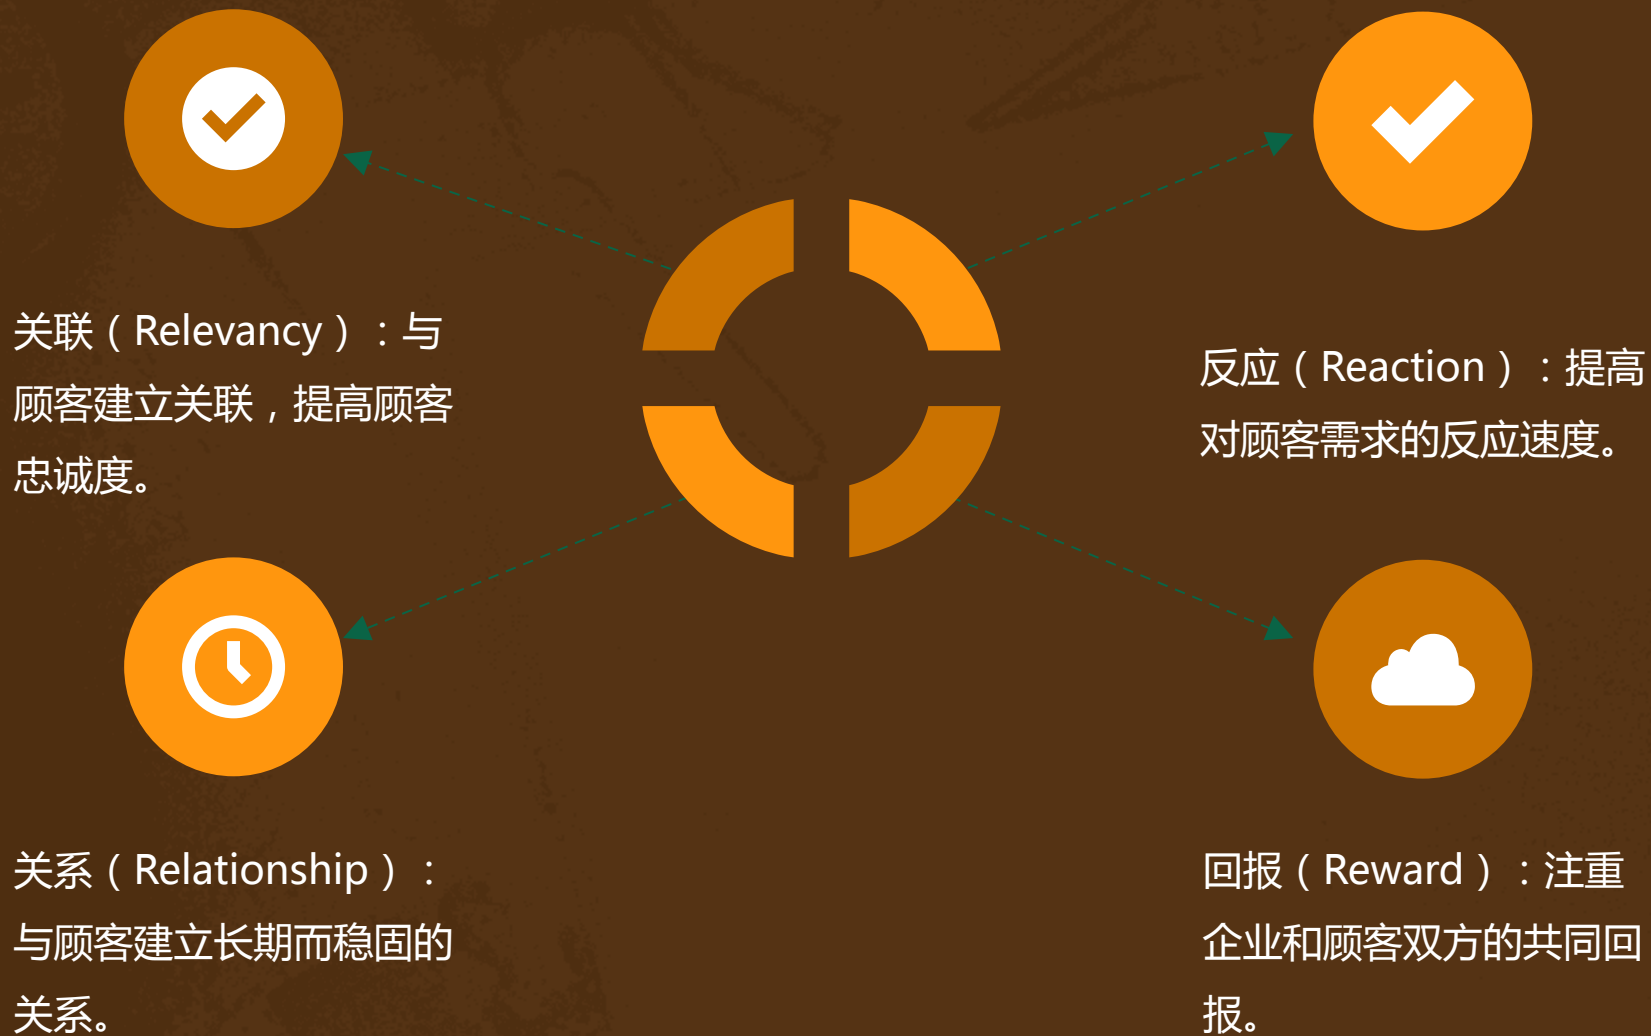 关联（Relevancy）：与
顾客建立关联，提高顾客
忠诚度。
反应（Reaction）：提高
对顾客需求的反应速度。
关系（Relationship）：
与顾客建立长期而稳固的
关系。
回报（Reward）：注重
企业和顾客双方的共同回
报。